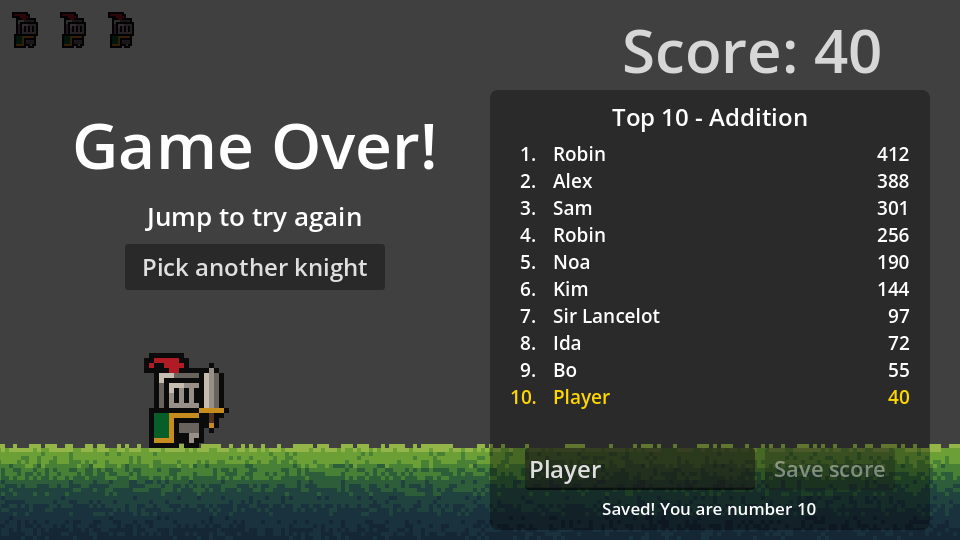 Score: 40
Game Over!
Jump to try again
Pick another knight
Top 10 - Addition
1. Robin 412
2. Alex 388
3. Sam 301
4. Robin 256
5. Noa 190
6. Kim 144
7. Sir Lancelot 97
8. Ida 72
9. Bo 55
10. Player 40
Player Save score
Saved! You are number 10